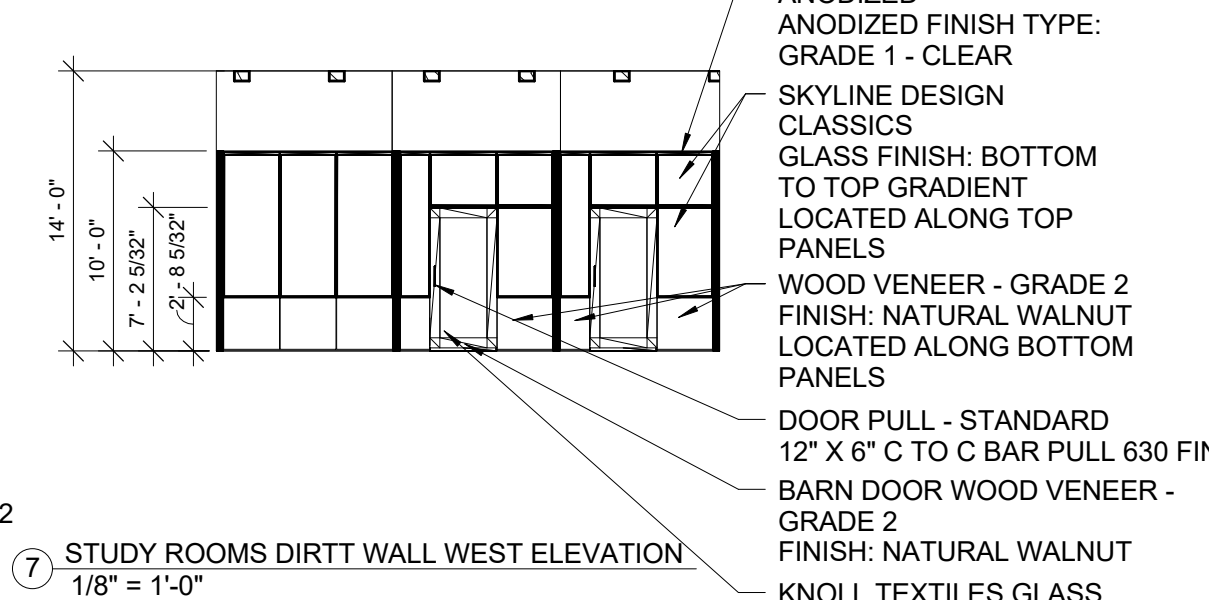 ANODIZED
ANODIZED FINISH TYPE:
GRADE 1 - CLEAR
SKYLINE DESIGN
CLASSICS
GLASS FINISH: BOTTOM
TO TOP GRADIENT
LOCATED ALONG TOP
PANELS
WOOD VENEER - GRADE 2
FINISH: NATURAL WALNUT
LOCATED ALONG BOTTOM
PANELS
DOOR PULL - STANDARD
12" X 6" C TO C BAR PULL 630 FIN
BARN DOOR WOOD VENEER -
GRADE 2
FINISH: NATURAL WALNUT
KNOLL TEXTILES GLASS
14' - 0"
10' - 0"
7' - 2 5/32"
2' - 8 5/32"
2
7 STUDY ROOMS DIRTT WALL WEST ELEVATION
1/8" = 1'-0"